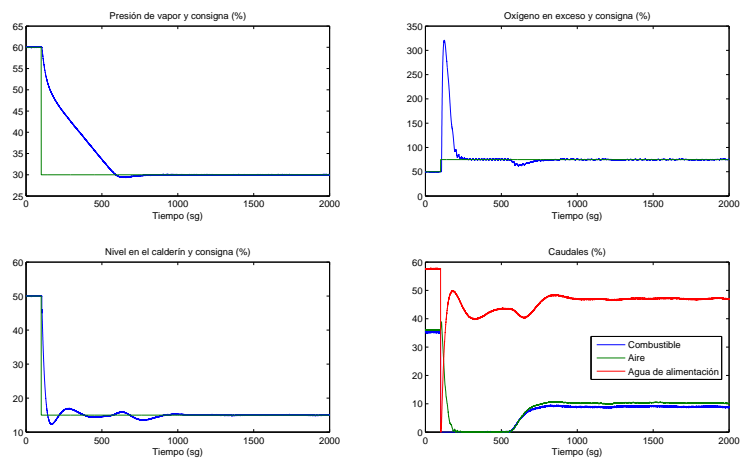 Presión de vapor y consigna (%)
65
60
55
50
45
40
35
30
25
0 500 1000 1500 2000
Tiempo (sg)
Oxígeno en exceso y consigna (%)
350
300
250
200
150
100
50
0
0 500 1000 1500 2000
Tiempo (sg)
Nivel en el calderín y consigna (%)
60
50
40
30
20
10
0 500 1000 1500 2000
Tiempo (sg)
Caudales (%)
60
50
40
30
20
10
0
0 500 1000 1500 2000
Tiempo (sg)
Combustible
Aire
Agua de alimentación